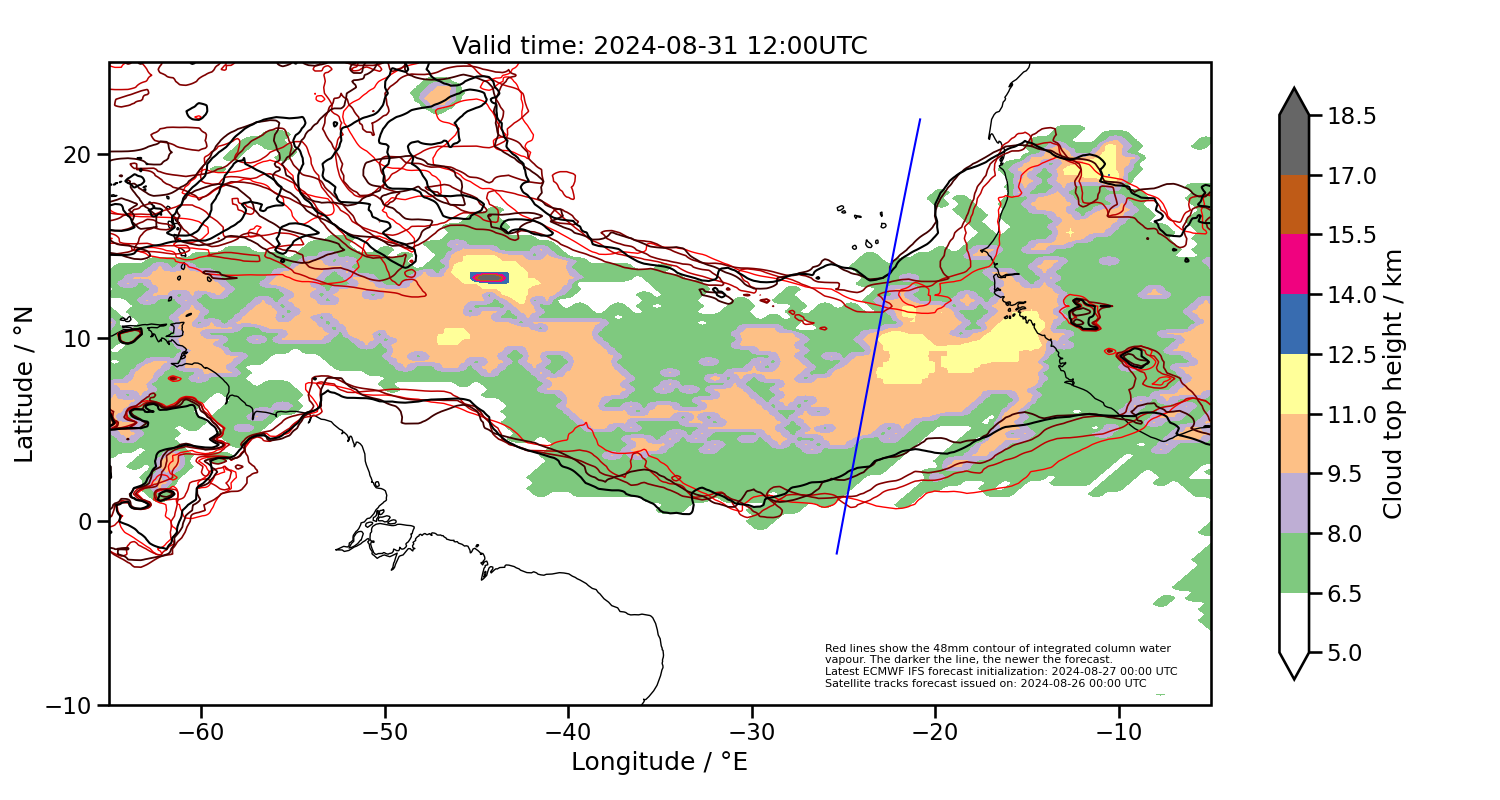 Valid time: 2024-08-31 12:00UTC
20
10
0
−10
Latitude / °N
−60
−50
−40
−30
−20
−10
Longitude / °E
Red lines show the 48mm contour of integrated column water
vapour. The darker the line, the newer the forecast.
Latest ECMWF IFS forecast initialization: 2024-08-27 00:00 UTC
Satellite tracks forecast issued on: 2024-08-26 00:00 UTC
18.5
17.0
15.5
14.0
12.5
11.0
9.5
8.0
6.5
5.0
Cloud top height / km